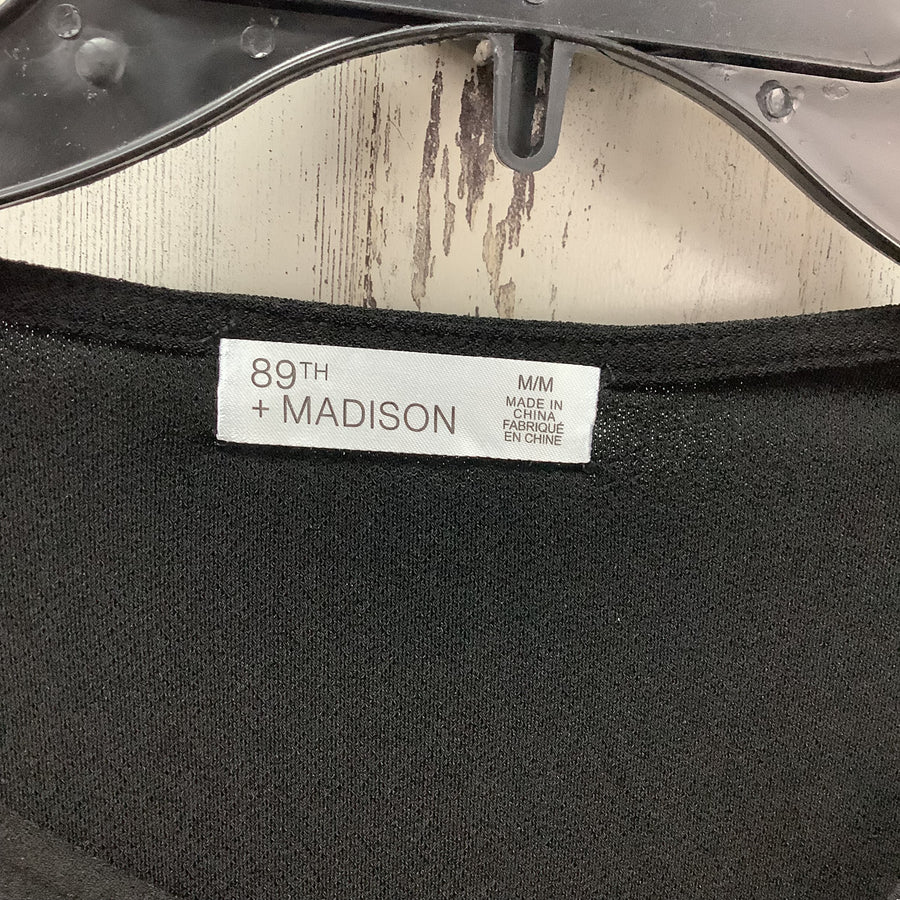 89TH
+ MADISON
M/M
MADE IN
CHINA
FABRIQUÉ
EN CHINE